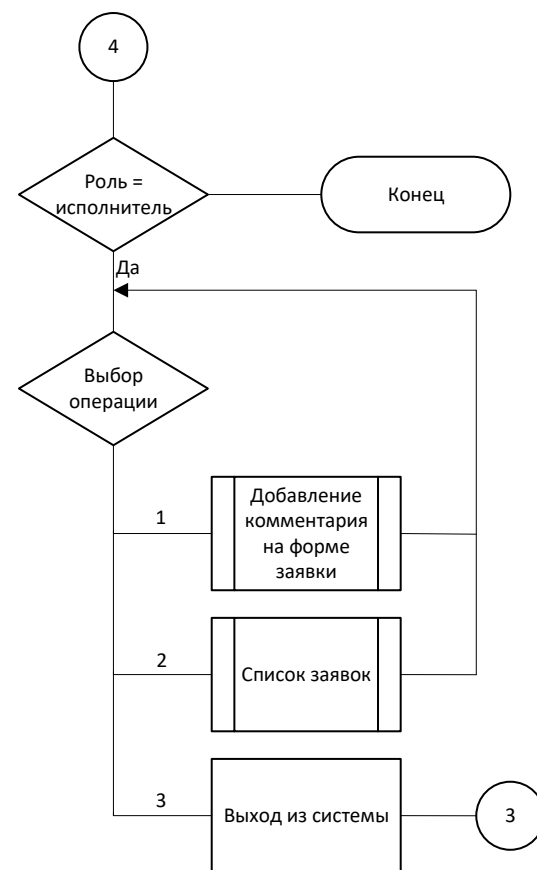 4
Роль =
исполнитель
Конец
Да
Выбор
операции
1
Добавление
комментария
на форме
заявки
2
Список заявок
3
Выход из системы
3